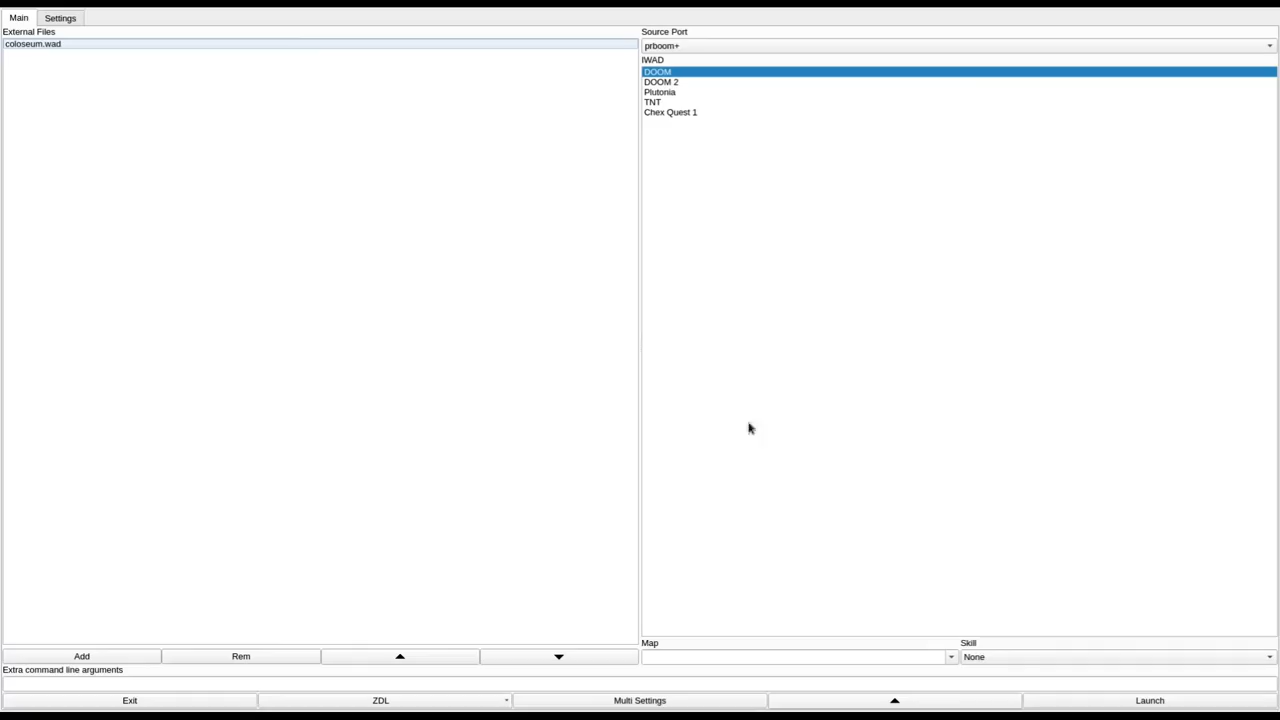 Main Settings
External Files
coloseum.wad
Source Port
prboom+
IWAD
DOOM
DOOM 2
Plutonia
TNT
Chex Quest 1
Add Rem
Map Skill
None
Extra command line arguments
Exit ZDL Multi Settings Launch